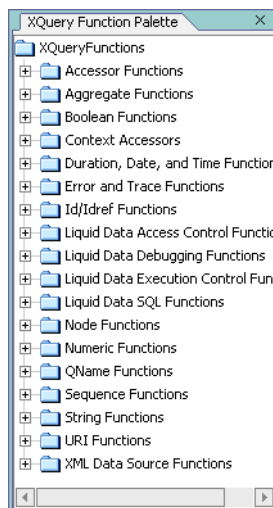 XQuery Function Palette
XQueryFunctions
Accessor Functions
Aggregate Functions
Boolean Functions
Context Accessors
Duration, Date, and Time Function
Error and Trace Functions
Id/Idref Functions
Liquid Data Access Control Functio
Liquid Data Debugging Functions
Liquid Data Execution Control Fun
Liquid Data SQL Functions
Node Functions
Numeric Functions
QName Functions
Sequence Functions
String Functions
URI Functions
XML Data Source Functions